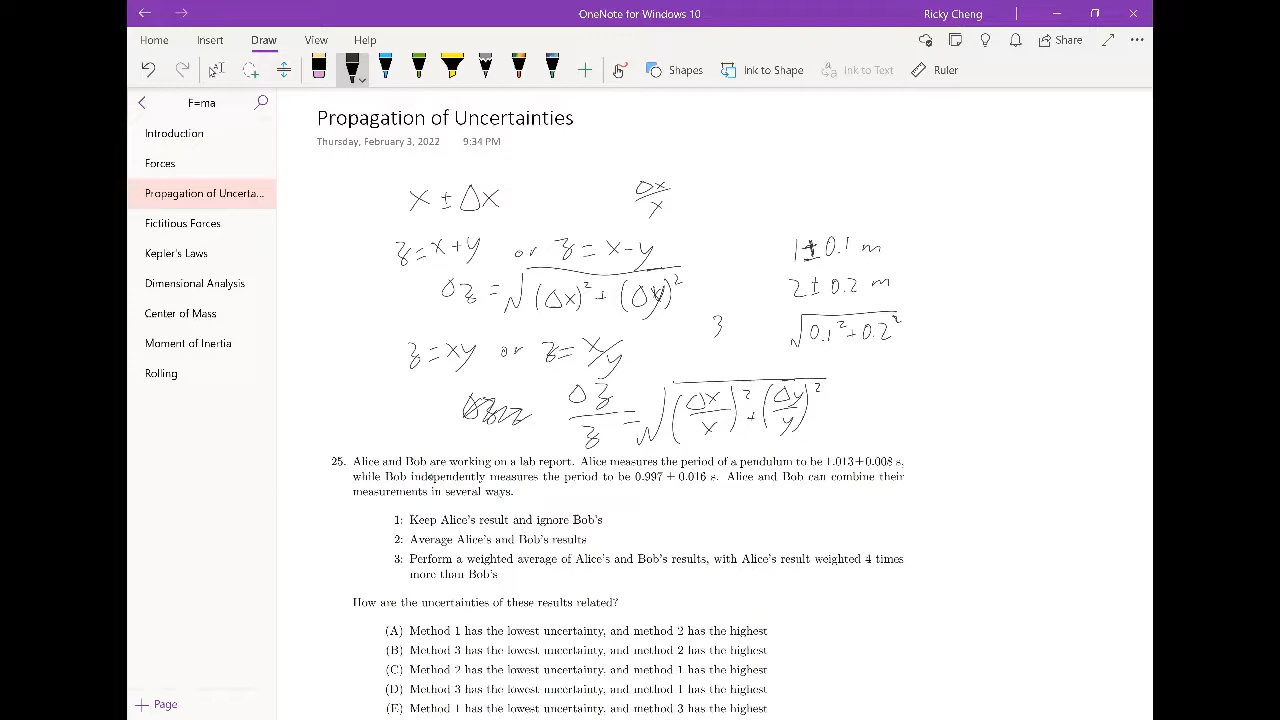 OneNote for Windows 10
Ricky Cheng
Home Insert Draw View Help
Share
Shapes Ink to Shape Ink to Text Ruler
F=ma
Introduction
Forces
Propagation of Uncerta...
Fictitious Forces
Kepler's Laws
Dimensional Analysis
Center of Mass
Moment of Inertia
Rolling
Page
Propagation of Uncertainties
Thursday, February 3, 2022 9:34 PM
x ± Δx
Δx/x
z = x + y or z = x - y
Δz = √((Δx)² + (Δy)²)
1 ± 0.1 m
2 ± 0.2 m
3 √(0.1² + 0.2²)
z = xy or z = x/y
Δz/z = √((Δx/x)² + (Δy/y)²)
25. Alice and Bob are working on a lab report. Alice measures the period of a pendulum to be 1.013±0.008 s,
while Bob independently measures the period to be 0.997 ± 0.016 s. Alice and Bob can combine their
measurements in several ways.
1: Keep Alice's result and ignore Bob's
2: Average Alice's and Bob's results
3: Perform a weighted average of Alice's and Bob's results, with Alice's result weighted 4 times
more than Bob's
How are the uncertainties of these results related?
(A) Method 1 has the lowest uncertainty, and method 2 has the highest
(B) Method 3 has the lowest uncertainty, and method 2 has the highest
(C) Method 2 has the lowest uncertainty, and method 1 has the highest
(D) Method 3 has the lowest uncertainty, and method 1 has the highest
(E) Method 1 has the lowest uncertainty, and method 3 has the highest